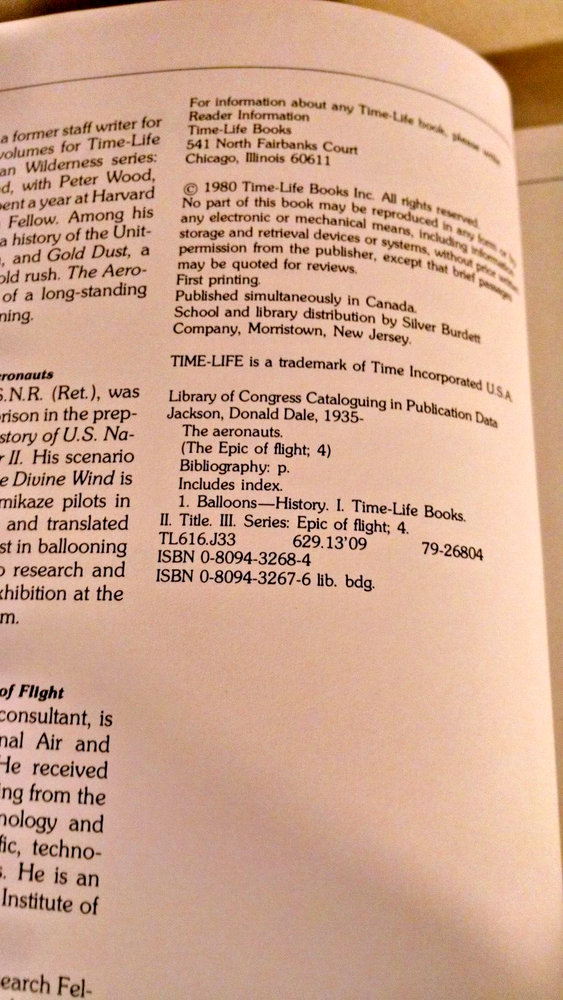 a former staff writer for
volumes for Time-Life
an Wilderness series:
d, with Peter Wood,
pent a year at Harvard
Fellow. Among his
a history of the Unit-
, and Gold Dust, a
old rush. The Aero-
of a long-standing
ning.
eronauts
S.N.R. (Ret.), was
rison in the prep-
story of U.S. Na-
r II. His scenario
e Divine Wind is
mikaze pilots in
and translated
st in ballooning
o research and
xhibition at the
m.
of Flight
consultant, is
nal Air and
He received
ing from the
nology and
fic, techno-
s. He is an
Institute of
earch Fel-
For information about any Time-Life book, please write
Reader Information
Time-Life Books
541 North Fairbanks Court
Chicago, Illinois 60611
© 1980 Time-Life Books Inc. All rights reserved.
No part of this book may be reproduced in any form or by
any electronic or mechanical means, including information
storage and retrieval devices or systems, without prior written
permission from the publisher, except that brief passages
may be quoted for reviews.
First printing.
Published simultaneously in Canada.
School and library distribution by Silver Burdett
Company, Morristown, New Jersey.
TIME-LIFE is a trademark of Time Incorporated U.S.A.
Library of Congress Cataloguing in Publication Data
Jackson, Donald Dale, 1935-
The aeronauts.
(The Epic of flight; 4)
Bibliography: p.
Includes index.
1. Balloons—History. I. Time-Life Books.
II. Title. III. Series: Epic of flight; 4.
TL616.J33 629.13'09 79-26804
ISBN 0-8094-3268-4
ISBN 0-8094-3267-6 lib. bdg.